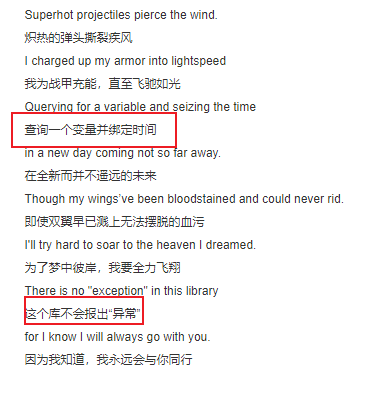 Superhot projectiles pierce the wind.
炽热的弹头撕裂疾风
I charged up my armor into lightspeed
我为战甲充能，直至飞驰如光
Querying for a variable and seizing the time
查询一个变量并绑定时间
in a new day coming not so far away.
在全新而并不遥远的未来
Though my wings've been bloodstained and could never rid.
即使双翼早已溅上无法摆脱的血污
I'll try hard to soar to the heaven I dreamed.
为了梦中彼岸，我要全力飞翔
There is no "exception" in this library
这个库不会报出“异常”
for I know I will always go with you.
因为我知道，我永远会与你同行